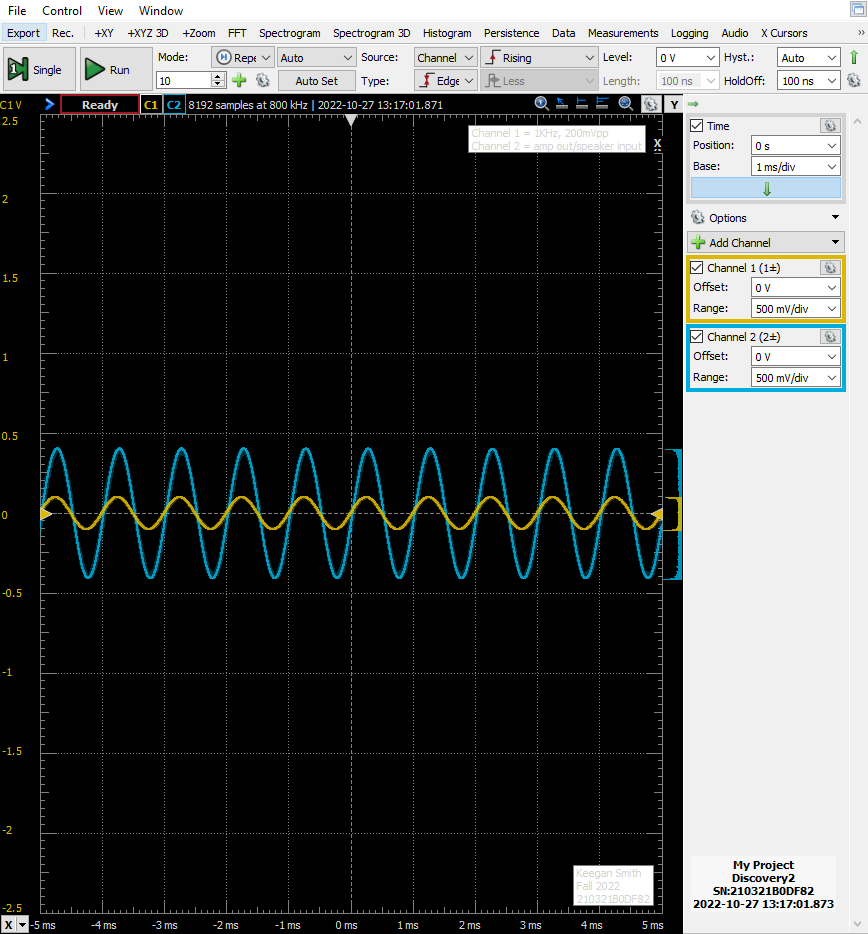 File Control View Window
Export Rec. +XY +XYZ 3D +Zoom FFT Spectrogram Spectrogram 3D Histogram Persistence Data Measurements Logging Audio X Cursors »
Single Run Mode: Repe Auto Source: Channel Rising Level: 0 V Hyst.: Auto
10 Auto Set Type: Edge Less Length: 100 ns HoldOff: 100 ns
C1 V Ready C1 C2 8192 samples at 800 kHz | 2022-10-27 13:17:01.871 Y
Channel 1 = 1KHz, 200mVpp
Channel 2 = amp out/speaker input
X
2.5
2
1.5
1
0.5
0
-0.5
-1
-1.5
-2
-2.5
Keegan Smith
Fall 2022
210321B0DF82
X -5 ms -4 ms -3 ms -2 ms -1 ms 0 ms 1 ms 2 ms 3 ms 4 ms 5 ms
Time
Position: 0 s
Base: 1 ms/div
Options
Add Channel
Channel 1 (1±)
Offset: 0 V
Range: 500 mV/div
Channel 2 (2±)
Offset: 0 V
Range: 500 mV/div
My Project
Discovery2
SN:210321B0DF82
2022-10-27 13:17:01.873